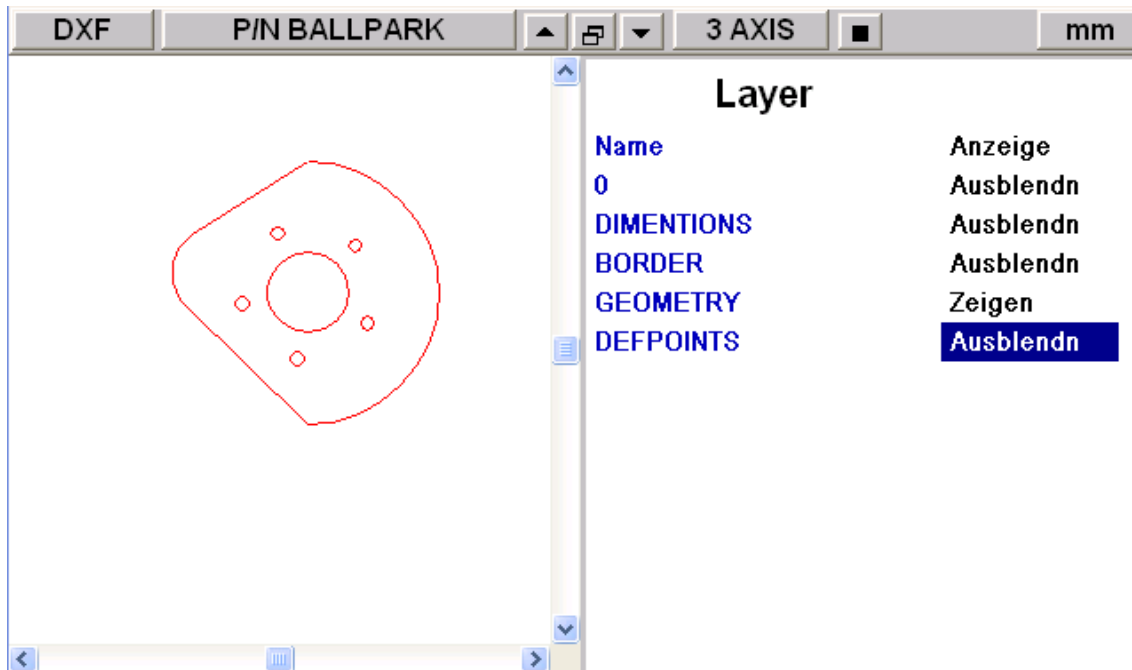 DXF P/N BALLPARK 3 AXIS mm
Layer
Name Anzeige
0 Ausblendn
DIMENTIONS Ausblendn
BORDER Ausblendn
GEOMETRY Zeigen
DEFPOINTS Ausblendn